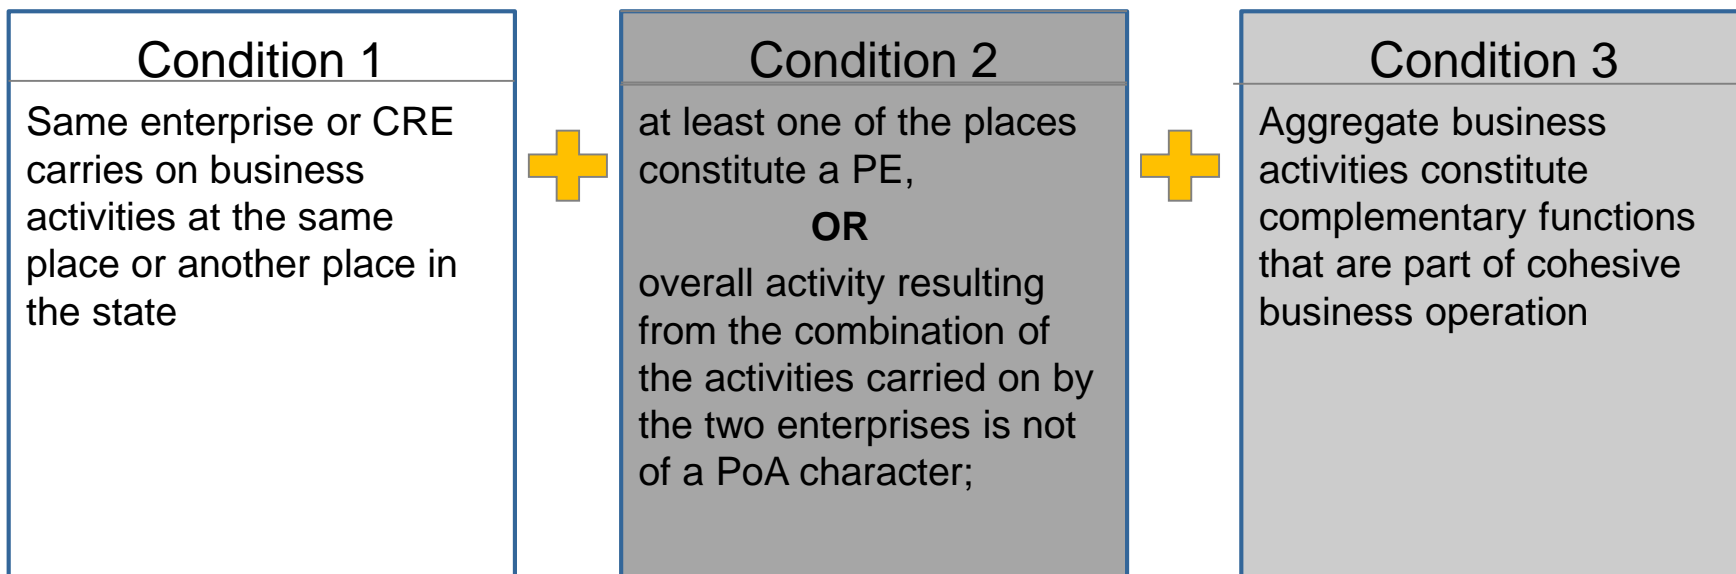 Condition 1
Same enterprise or CRE
carries on business
activities at the same
place or another place in
the state
Condition 2
at least one of the places
constitute a PE,
OR
overall activity resulting
from the combination of
the activities carried on by
the two enterprises is not
of a PoA character;
Condition 3
Aggregate business
activities constitute
complementary functions
that are part of cohesive
business operation